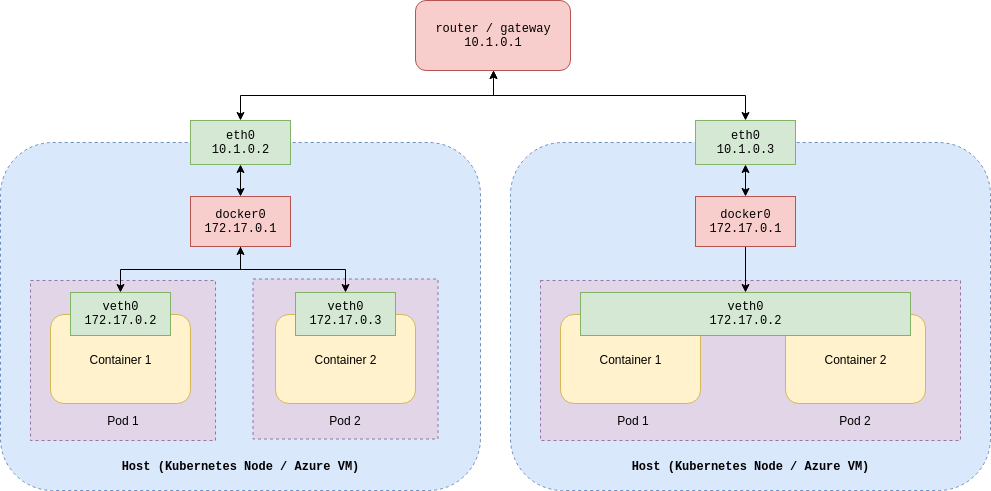 router / gateway
10.1.0.1
eth0
10.1.0.2
eth0
10.1.0.3
docker0
172.17.0.1
docker0
172.17.0.1
veth0
172.17.0.2
veth0
172.17.0.3
veth0
172.17.0.2
Container 1
Container 2
Container 1
Container 2
Pod 1
Pod 2
Pod 1
Pod 2
Host (Kubernetes Node / Azure VM)
Host (Kubernetes Node / Azure VM)